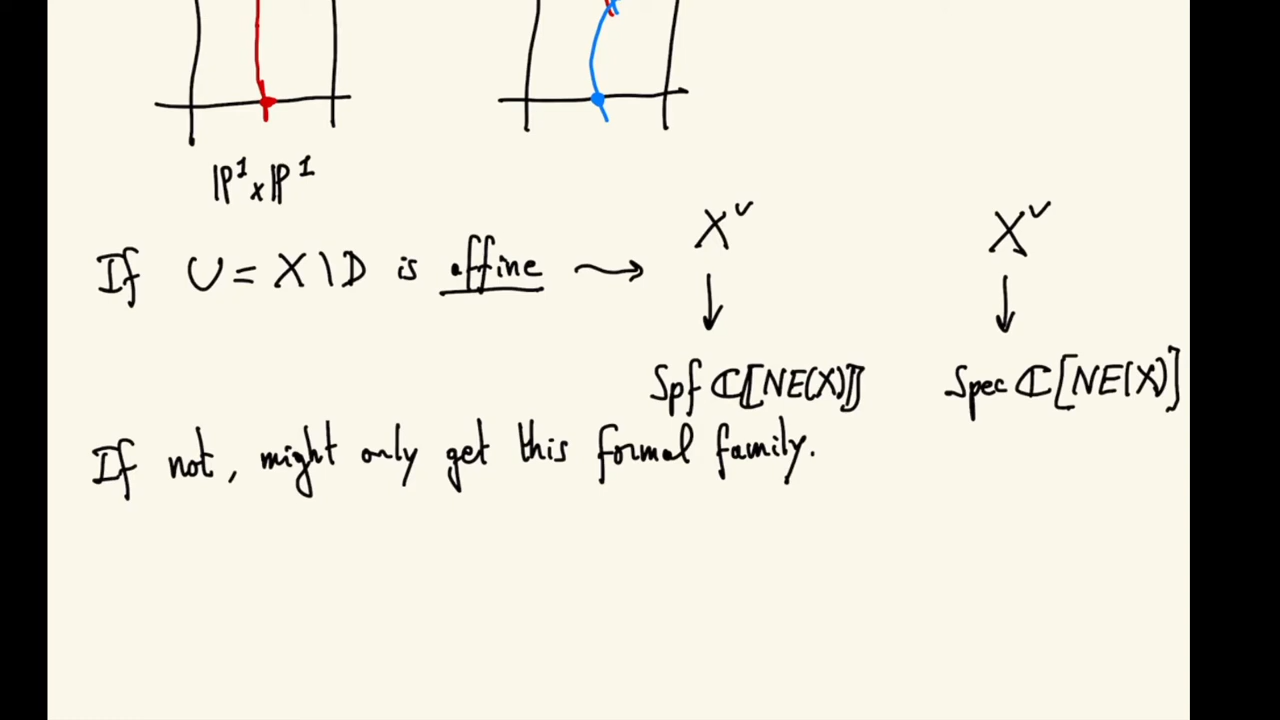 ℙ¹×ℙ¹
X^∨ X^∨
If U = X \ D is affine ⇝
↓ ↓
Spf ℂ[[NE(X)]] Spec ℂ[NE(X)]
If not, might only get this formal family.